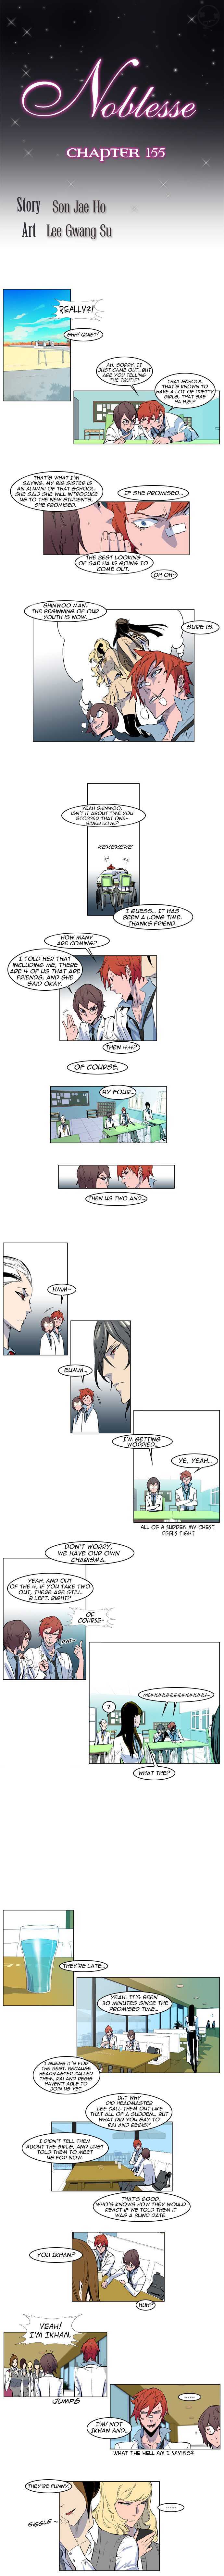 Noblesse
CHAPTER 155
Story Son Jae Ho
Art Lee Gwang Su
REALLY?!
SHH! QUIET!
AH, SORRY, IT
JUST CAME OUT...BUT
ARE YOU TELLING
THE TRUTH?
THAT SCHOOL
THAT'S KNOWN TO
HAVE A LOT OF PRETTY
GIRLS, THAT SAE
HA H.S.?
THAT'S WHAT I'M
SAYING. MY BIG SISTER IS
AN ALUMNI OF THAT SCHOOL.
SHE SAID SHE WILL INTRODUCE
US TO THE NEW STUDENTS,
SHE PROMISED.
IF SHE PROMISED...
THE BEST LOOKING
OF SAE HA IS GOING TO
COME OUT.
OH OH~
SHINWOO MAN,
THE BEGINNING OF OUR
YOUTH IS NOW.
SURE IS.
YEAH SHINWOO,
ISN'T IT ABOUT TIME YOU
STOPPED THAT ONE-
SIDED LOVE?
KEKEKEKE
I GUESS.. IT HAS
BEEN A LONG TIME.
THANKS FRIEND.
HOW MANY
ARE COMING?
I TOLD HER THAT
INCLUDING ME, THERE
ARE 4 OF US THAT ARE
FRIENDS, AND SHE
SAID OKAY.
THEN 4:4?
OF COURSE.
BY FOUR...
THEN US TWO AND...
HMM~
EUMM...
I'M GETTING
WORRIED...
YE, YEAH...
ALL OF A SUDDEN MY CHEST
FEELS TIGHT
DON'T WORRY,
WE HAVE OUR OWN
CHARISMA.
YEAH. AND OUT
OF THE 4, IF YOU TAKE TWO
OUT, THERE ARE STILL
2 LEFT. RIGHT?
OF
COURSE~
?
WHAT THE?
THEY'RE LATE...
YEAH. IT'S BEEN
30 MINUTES SINCE THE
PROMISED TIME...
I GUESS IT'S FOR
THE BEST. BECAUSE
HEADMASTER CALLED
THEM, RAI AND REGIS
HAVEN'T ABLE TO
JOIN US YET.
BUT WHY
DID HEADMASTER
LEE CALL THEM OUT LIKE
THAT ALL OF A SUDDEN.. BUT
WHAT DID YOU SAY TO
RAI AND REGIS?
I DIDN'T TELL THEM
ABOUT THE GIRLS, AND JUST
TOLD THEM TO MEET
US FOR NOW.
THAT'S GOOD.
WHO'S KNOWS HOW THEY WOULD
REACT IF WE TOLD THEM IT
WAS A BLIND DATE.
YOU IKHAN?
HUH?
YEAH!
I'M IKHAN.
JUMPS
......
I'M! NOT
IKHAN AND...
WHAT THE HELL AM I SAYING?
THEY'RE FUNNY.
......
GIGGLE~